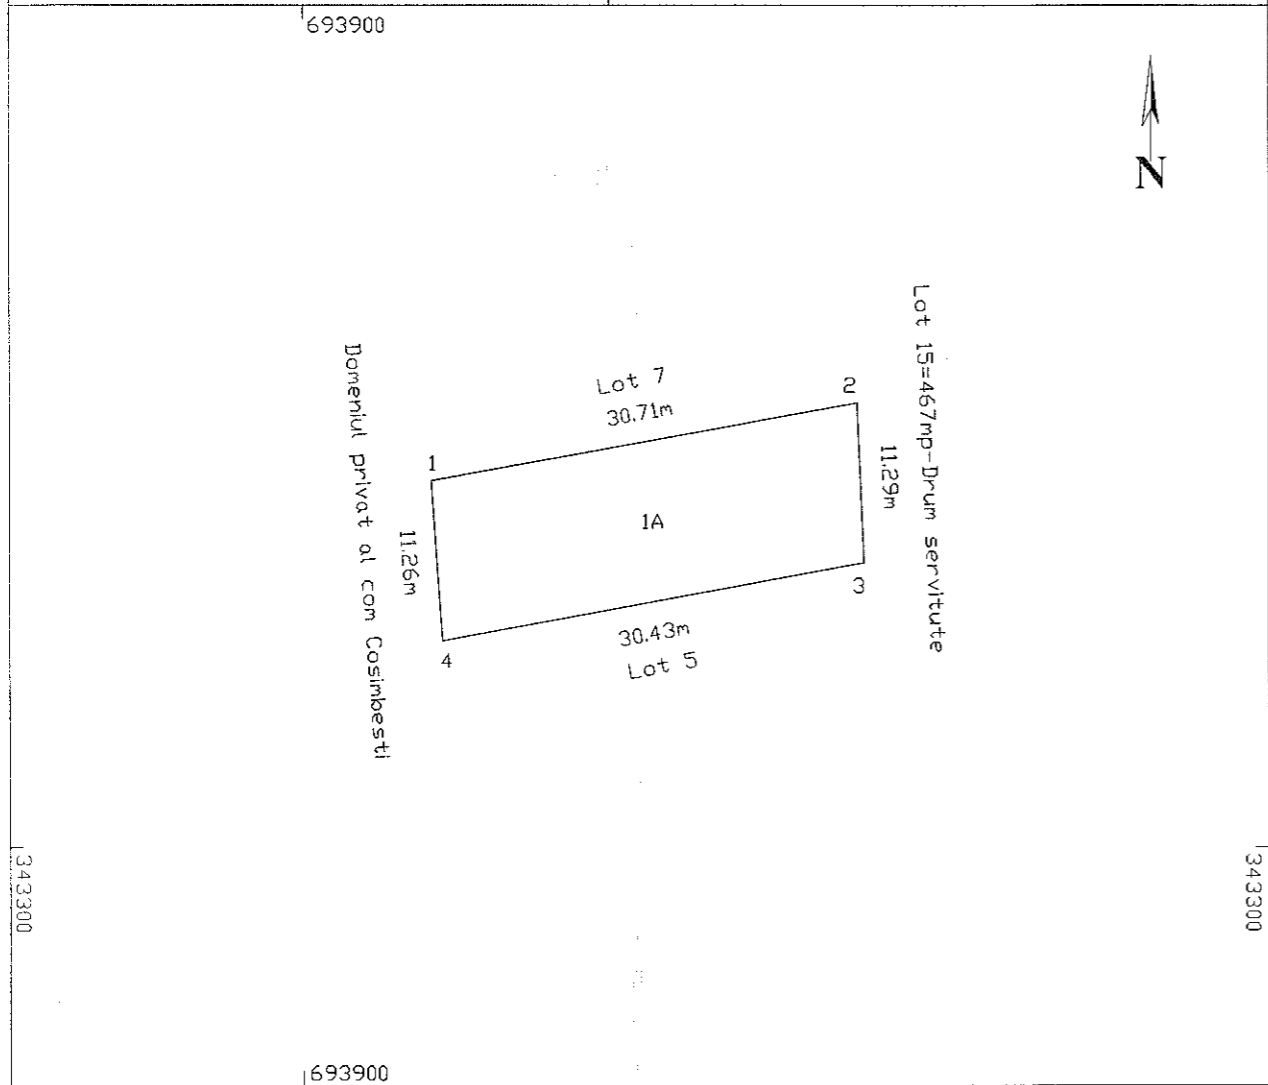 693900
N
Lot 15=467mp-Drum servitute
Domeniul privat al com Cosimbesti
Lot 7
30.71m
2
1
11.29m
1A
11.26m
3
30.43m
4
Lot 5
343300
343300
693900